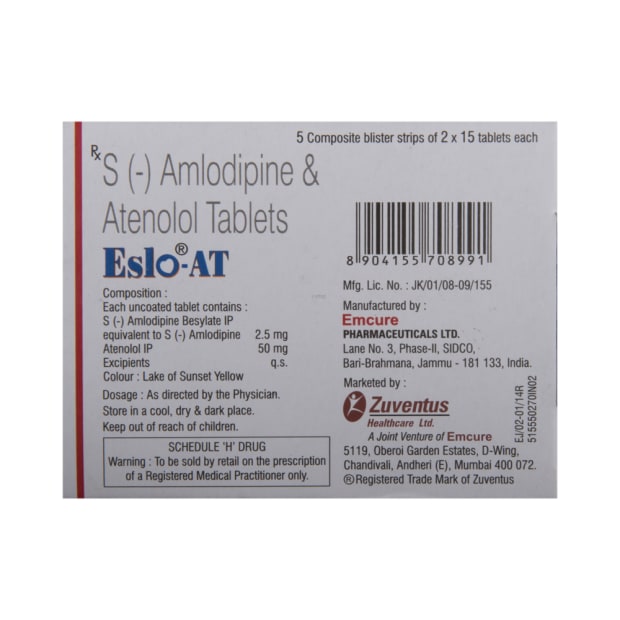 5 Composite blister strips of 2 x 15 tablets each
Rx S (-) Amlodipine &
Atenolol Tablets
Eslo®-AT
Composition :
Each uncoated tablet contains :
S (-) Amlodipine Besylate IP
equivalent to S (-) Amlodipine 2.5 mg
Atenolol IP 50 mg
Excipients q.s.
Colour : Lake of Sunset Yellow
Dosage : As directed by the Physician.
Store in a cool, dry & dark place.
Keep out of reach of children.
SCHEDULE 'H' DRUG
Warning : To be sold by retail on the prescription
of a Registered Medical Practitioner only.
8 904155 708991
Mfg. Lic. No. : JK/01/08-09/155
Manufactured by :
Emcure
PHARMACEUTICALS LTD.
Lane No. 3, Phase-II, SIDCO,
Bari-Brahmana, Jammu - 181 133, India.
Marketed by :
Zuventus
Healthcare Ltd.
A Joint Venture of Emcure
5119, Oberoi Garden Estates, D-Wing,
Chandivali, Andheri (E), Mumbai 400 072.
® Registered Trade Mark of Zuventus
EJ/02-01/14R
515550270IN02